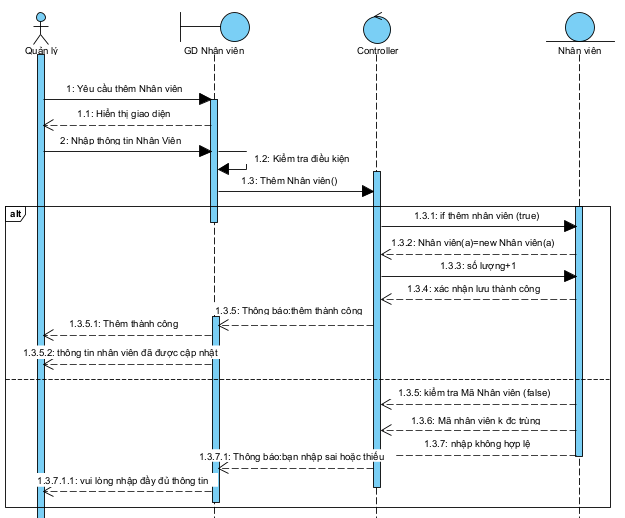 Quản lý
GD Nhân viên
Controller
Nhân viên
1: Yêu cầu thêm Nhân viên
1.1: Hiển thị giao diện
2: Nhập thông tin Nhân Viên
1.2: Kiểm tra điều kiện
1.3: Thêm Nhân viên()
alt
1.3.1: if thêm nhân viên (true)
1.3.2: Nhân viên(a)=new Nhân viên(a)
1.3.3: số lượng+1
1.3.4: xác nhận lưu thành công
1.3.5: Thông báo:thêm thành công
1.3.5.1: Thêm thành công
1.3.5.2: thông tin nhân viên đã được cập nhật
1.3.5: kiểm tra Mã Nhân viên (false)
1.3.6: Mã nhân viên k đc trùng
1.3.7: nhập không hợp lệ
1.3.7.1: Thông báo:bạn nhập sai hoặc thiếu
1.3.7.1.1: vui lòng nhập đầy đủ thông tin